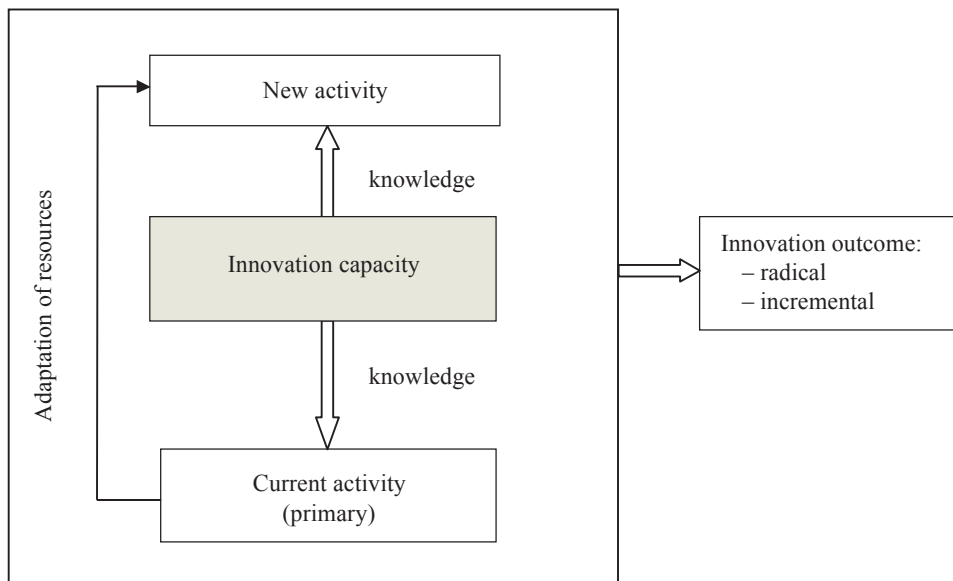 New activity
knowledge
Adaptation of resources
Innovation capacity
Innovation outcome:
– radical
– incremental
knowledge
Current activity
(primary)